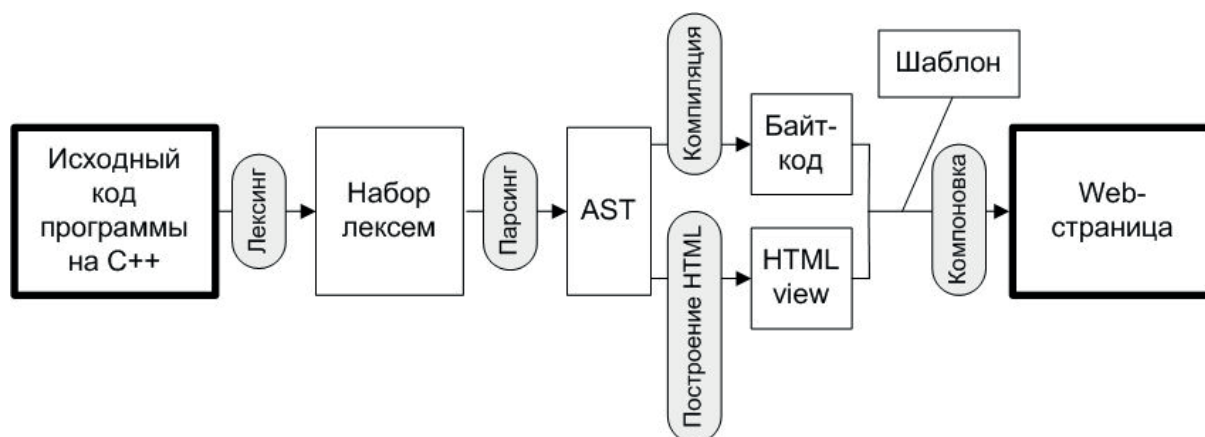 Исходный
код
программы
на C++
Лексинг
Набор
лексем
Парсинг
AST
Компиляция
Построение HTML
Байт-
код
HTML
view
Шаблон
Компоновка
Web-
страница